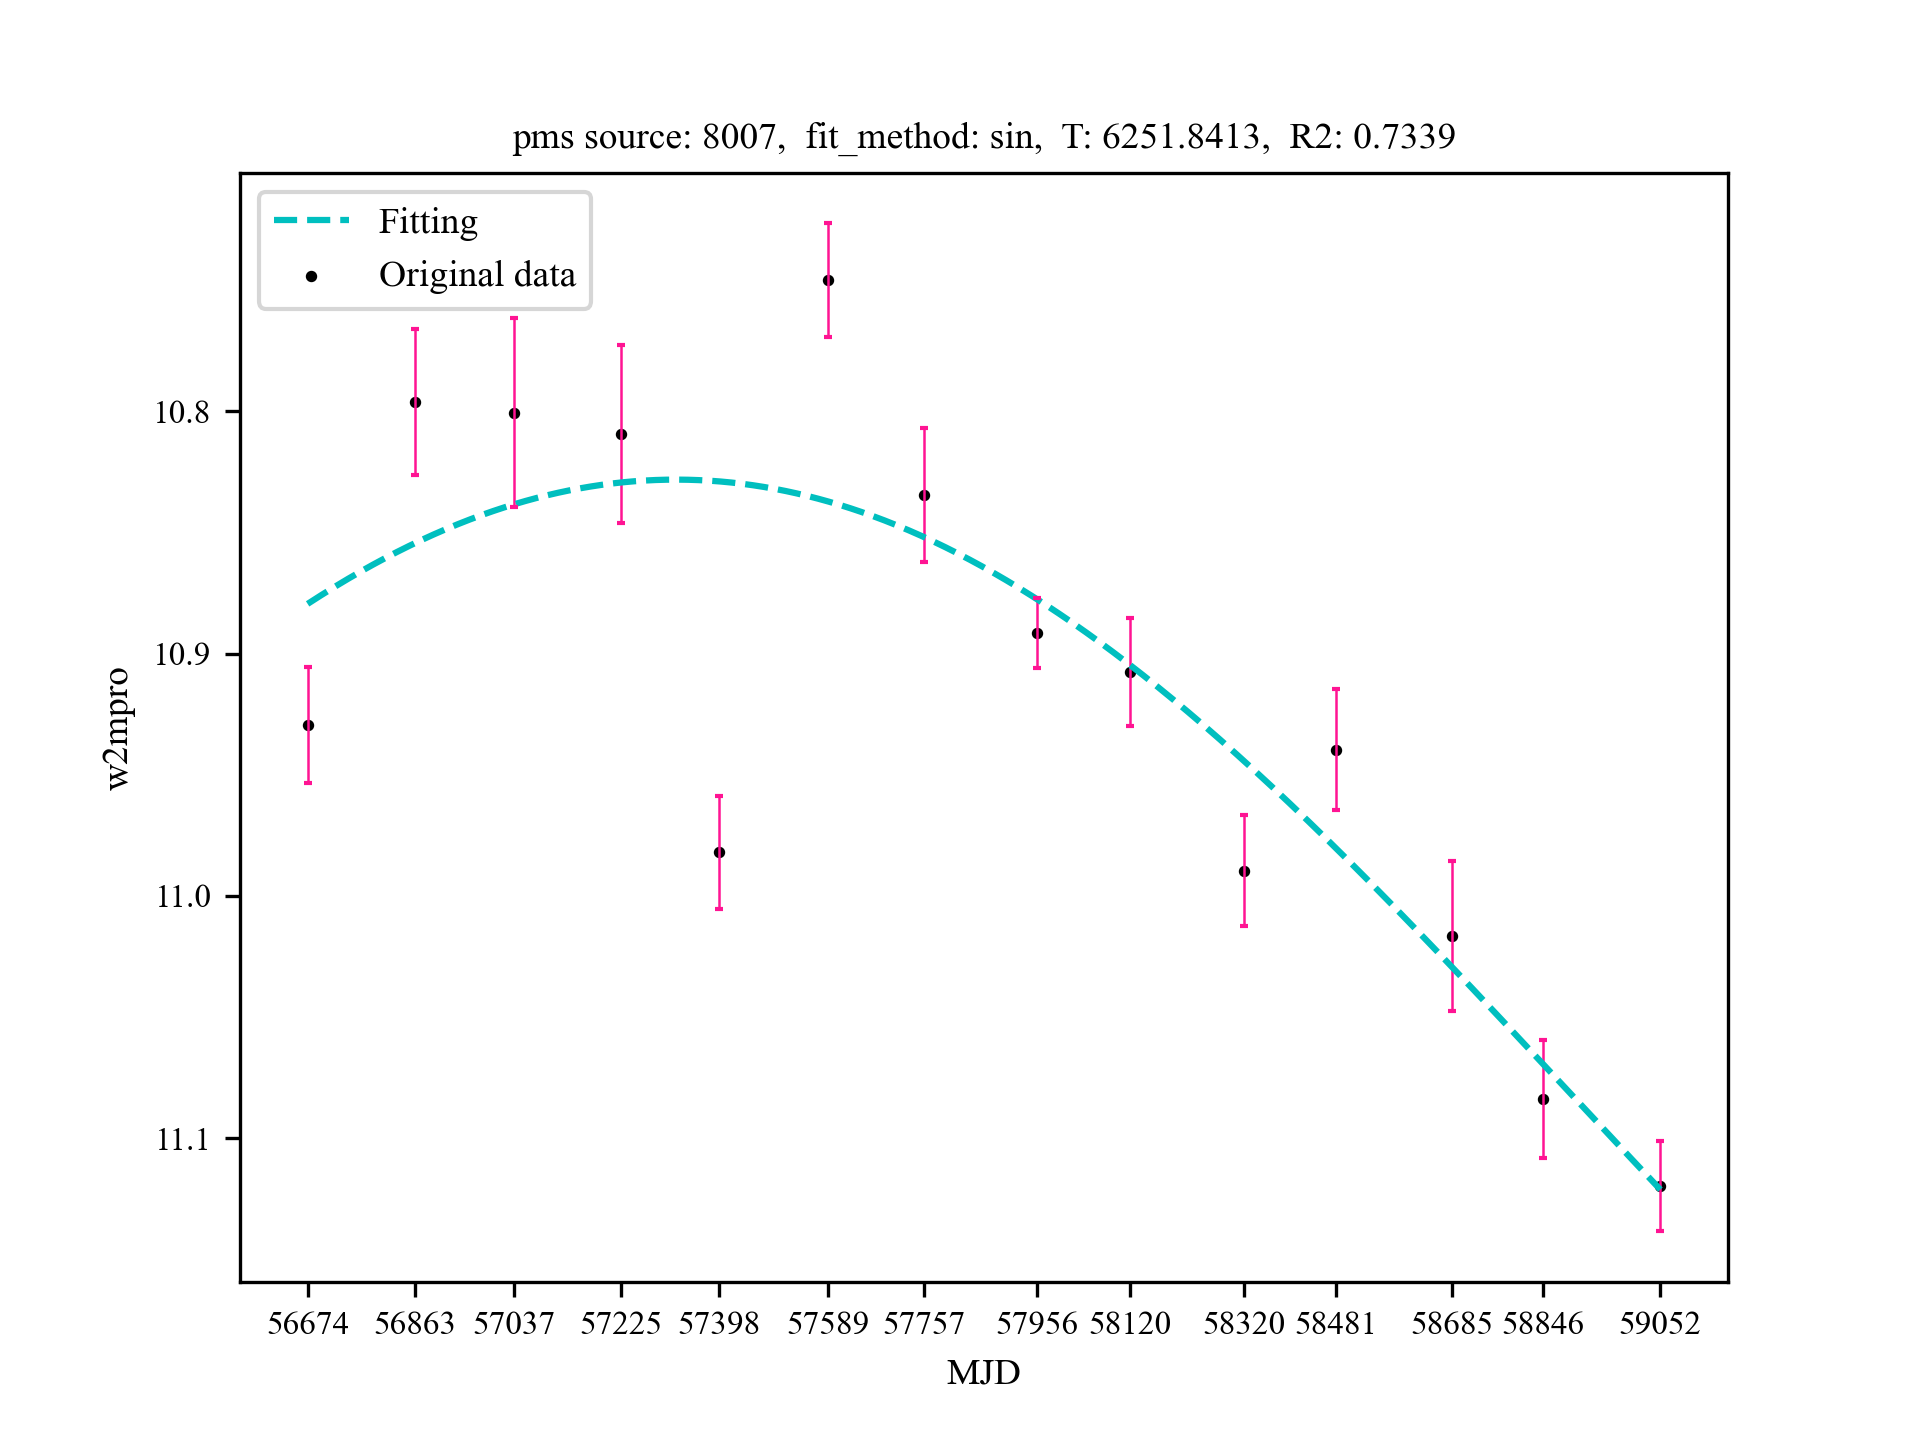 pms source: 8007,  fit_method: sin,  T: 6251.8413,  R2: 0.7339
Fitting
Original data
10.8
10.9
11.0
11.1
w2mpro
56674 56863 57037 57225 57398 57589 57757 57956 58120 58320 58481 58685 58846 59052
MJD